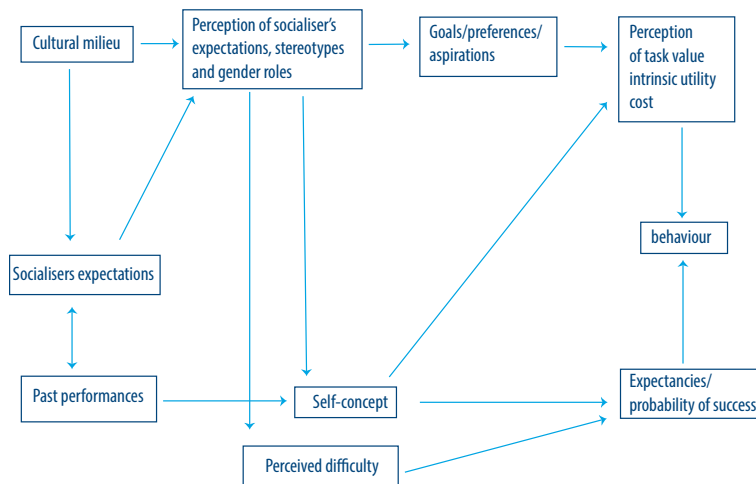 Cultural milieu
Perception of socialiser's
expectations, stereotypes
and gender roles
Goals/preferences/
aspirations
Perception
of task value
intrinsic utility
cost
behaviour
Socialisers expectations
Past performances
Self-concept
Expectancies/
probability of success
Perceived difficulty